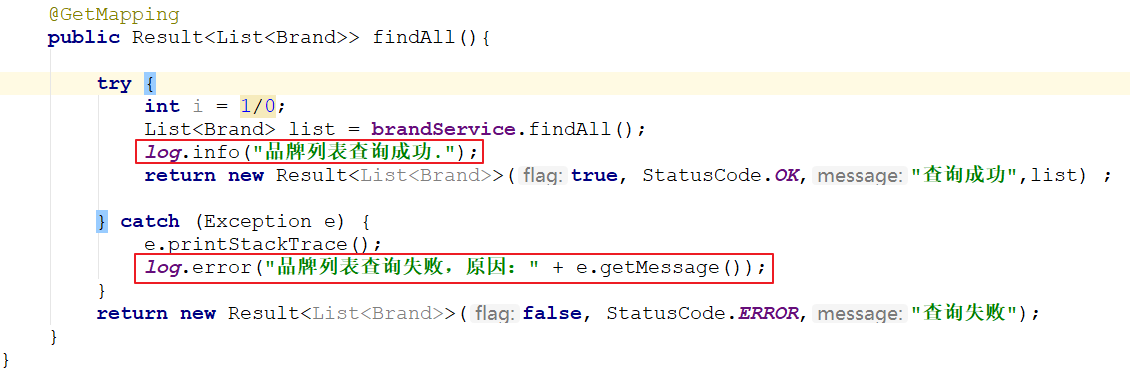 @GetMapping
public Result<List<Brand>> findAll(){
try {
int i = 1/0;
List<Brand> list = brandService.findAll();
log.info("品牌列表查询成功.");
return new Result<List<Brand>>( flag: true, StatusCode.OK, message: "查询成功",list) ;
} catch (Exception e) {
e.printStackTrace();
log.error("品牌列表查询失败，原因：" + e.getMessage());
}
return new Result<List<Brand>>( flag: false, StatusCode.ERROR, message: "查询失败");
}
}